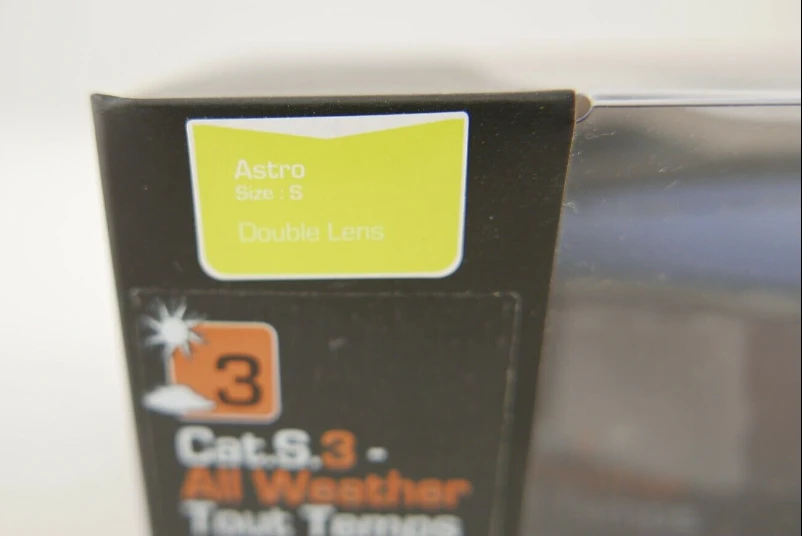 Astro
Size : S
Double Lens
3
Cat.S.3 -
All Weather
Tout Temps